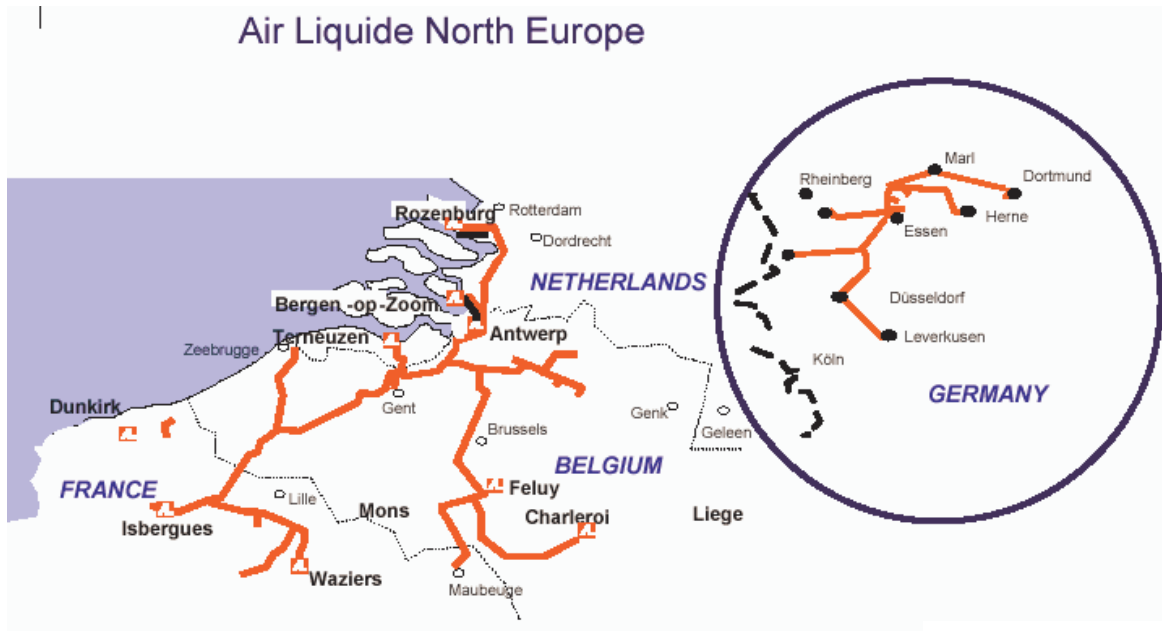 Air Liquide North Europe
Marl
Rheinberg
Dortmund
Rozenburg
Rotterdam
Herne
Essen
Dordrecht
NETHERLANDS
Bergen -op-Zoom
Düsseldorf
Terneuzen
Antwerp
Leverkusen
Zeebrugge
Köln
GERMANY
Dunkirk
Gent
Genk
Geleen
Brussels
BELGIUM
FRANCE
Lille
Feluy
Mons
Charleroi
Liege
Isbergues
Waziers
Maubeuge